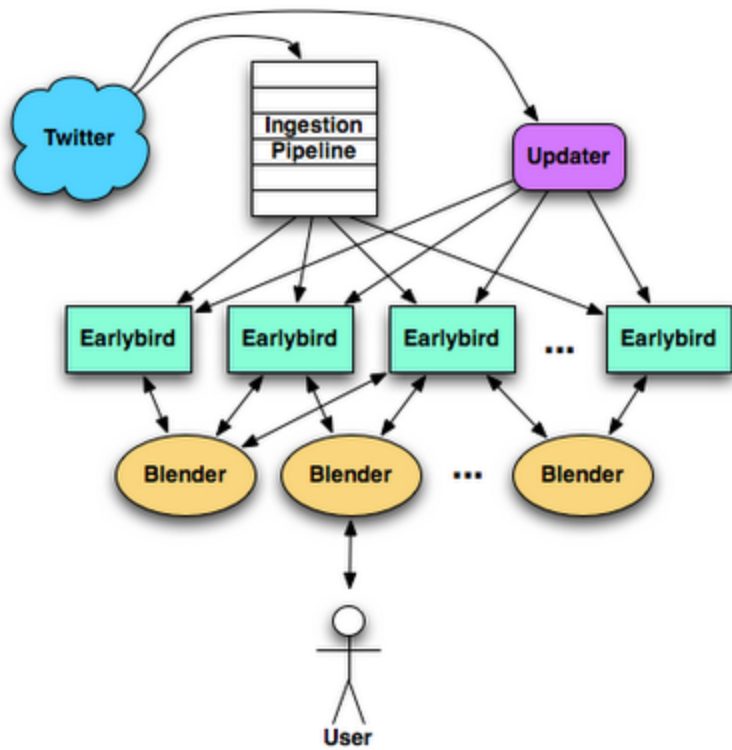 Twitter
Ingestion
Pipeline
Updater
Earlybird
Earlybird
Earlybird
...
Earlybird
Blender
Blender
...
Blender
User